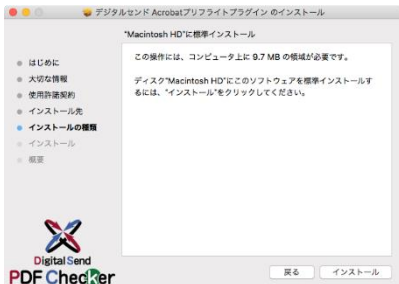 デジタルセンド Acrobatプリフライトプラグイン のインストール
"Macintosh HD"に標準インストール
はじめに
大切な情報
使用許諾契約
インストール先
インストールの種類
インストール
概要
この操作には、コンピュータ上に 9.7 MB の領域が必要です。
ディスク"Macintosh HD"にこのソフトウェアを標準インストールす
るには、"インストール"をクリックしてください。
Digital Send
PDF Checker
戻る
インストール